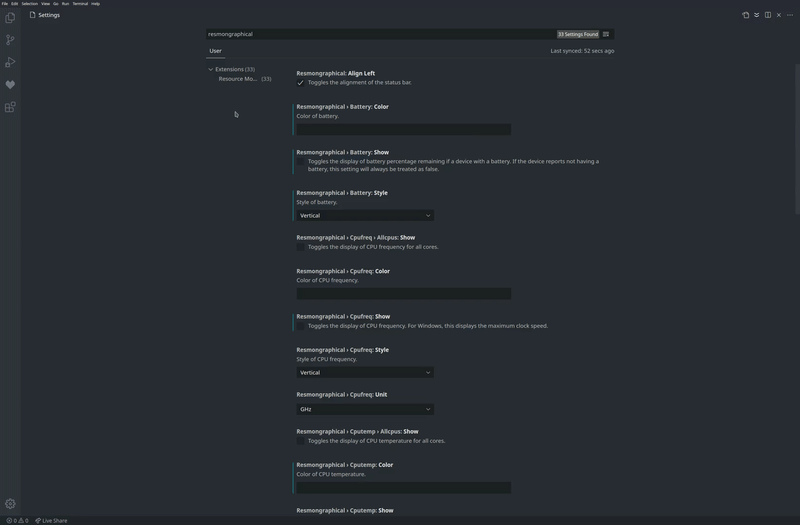 File Edit Selection View Go Run Terminal Help
Settings
resmongraphical
33 Settings Found
User
Last synced: 52 secs ago
Extensions (33)
Resource Mo... (33)
Resmongraphical: Align Left
Toggles the alignment of the status bar.
Resmongraphical › Battery: Color
Color of battery.
Resmongraphical › Battery: Show
Toggles the display of battery percentage remaining if a device with a battery. If the device reports not having a
battery, this setting will always be treated as false.
Resmongraphical › Battery: Style
Style of battery.
Vertical
Resmongraphical › Cpufreq › Allcpus: Show
Toggles the display of CPU frequency for all cores.
Resmongraphical › Cpufreq: Color
Color of CPU frequency.
Resmongraphical › Cpufreq: Show
Toggles the display of CPU frequency. For Windows, this displays the maximum clock speed.
Resmongraphical › Cpufreq: Style
Style of CPU frequency.
Vertical
Resmongraphical › Cpufreq: Unit
GHz
Resmongraphical › Cputemp › Allcpus: Show
Toggles the display of CPU temperature for all cores.
Resmongraphical › Cputemp: Color
Color of CPU temperature.
Resmongraphical › Cputemp: Show
0 0 Live Share